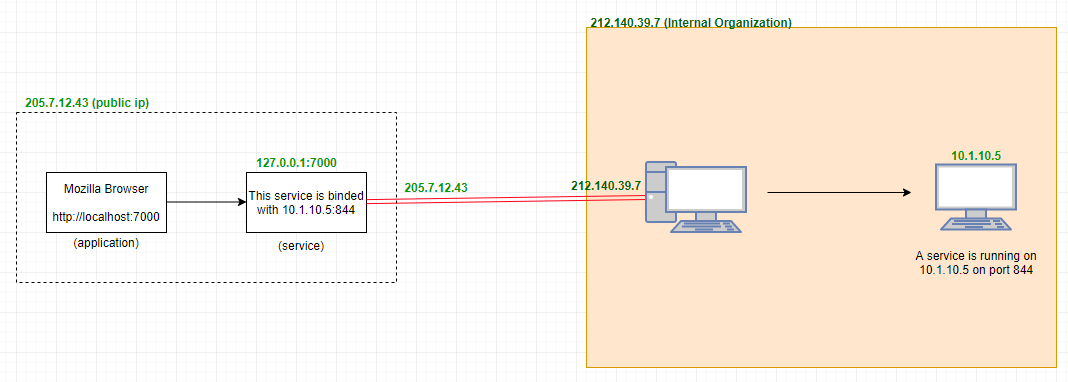 212.140.39.7 (Internal Organization)
205.7.12.43 (public ip)
127.0.0.1:7000
Mozilla Browser
http://localhost:7000
(application)
This service is binded
with 10.1.10.5:844
(service)
205.7.12.43
212.140.39.7
10.1.10.5
A service is running on
10.1.10.5 on port 844